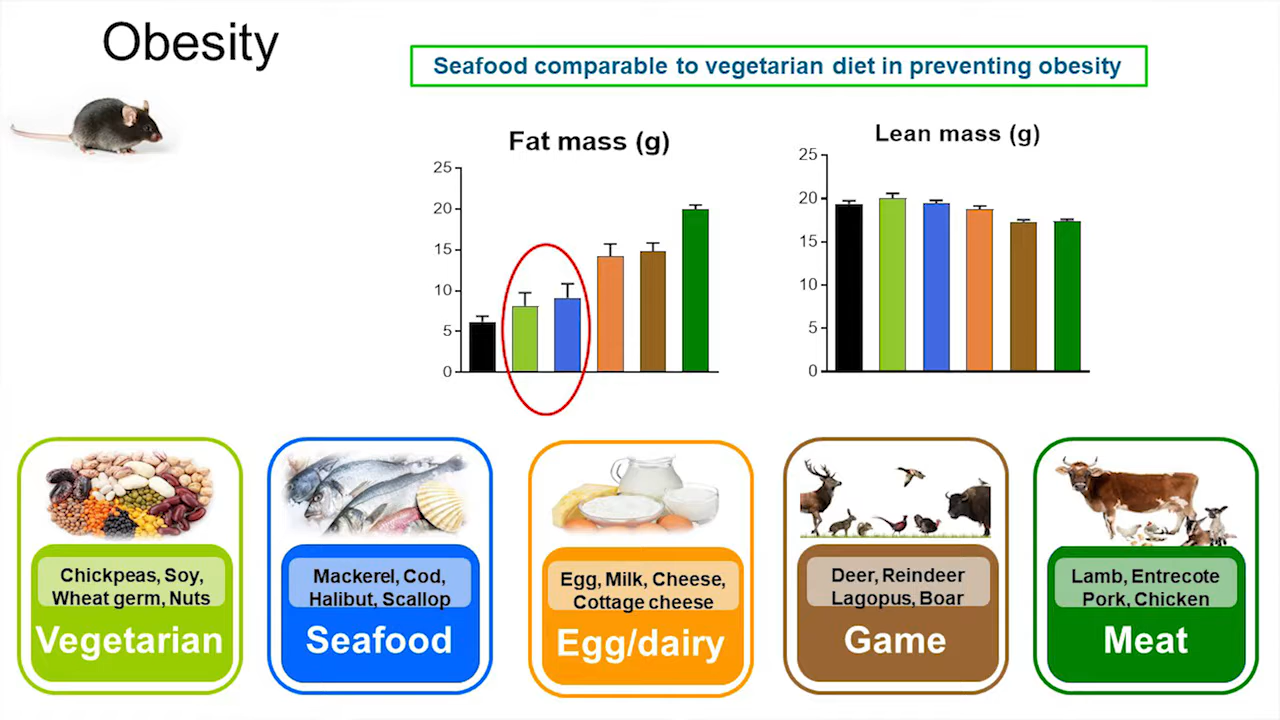 Obesity
Seafood comparable to vegetarian diet in preventing obesity
Fat mass (g)
25
20
15
10
5
0
Lean mass (g)
25
20
15
10
5
0
Chickpeas, Soy,
Wheat germ, Nuts
Vegetarian
Mackerel, Cod,
Halibut, Scallop
Seafood
Egg, Milk, Cheese,
Cottage cheese
Egg/dairy
Deer, Reindeer
Lagopus, Boar
Game
Lamb, Entrecote
Pork, Chicken
Meat